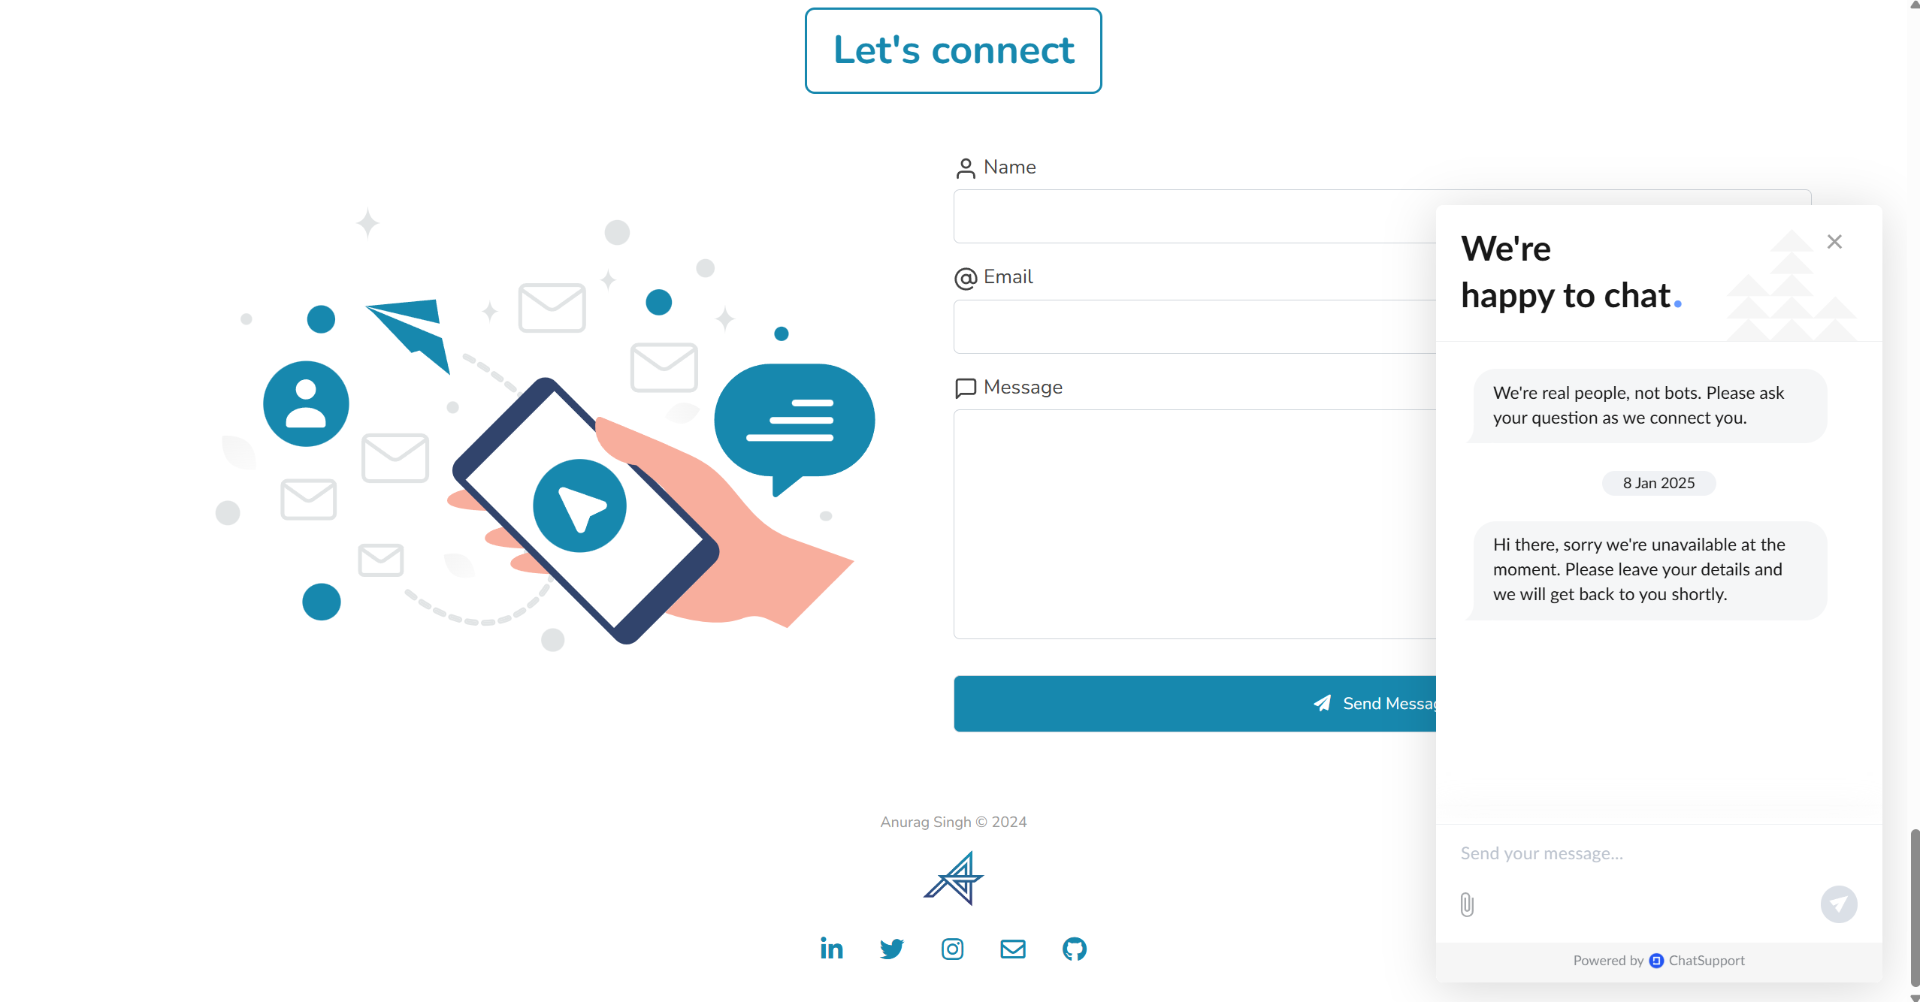 Let's connect
Name
Email
Message
Send Messag
Anurag Singh © 2024
We're
happy to chat.
We're real people, not bots. Please ask
your question as we connect you.
8 Jan 2025
Hi there, sorry we're unavailable at the
moment. Please leave your details and
we will get back to you shortly.
Send your message...
Powered by ChatSupport